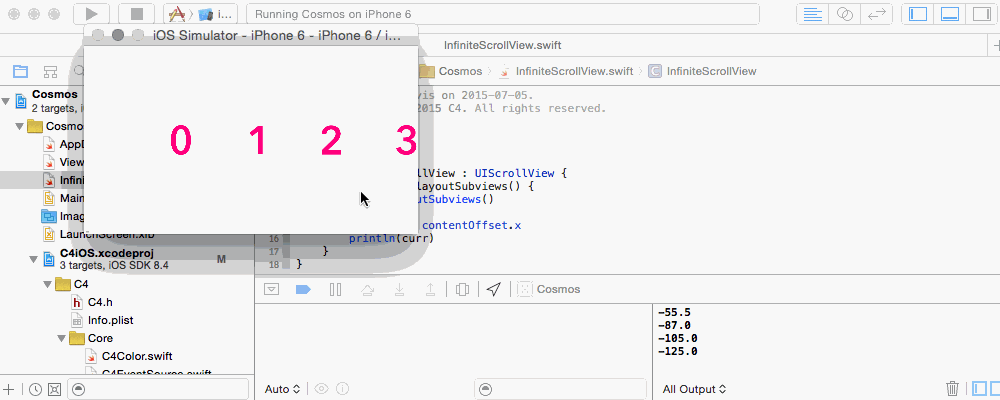 i...
Running Cosmos on iPhone 6
iOS Simulator - iPhone 6 - iPhone 6 / i...
InfiniteScrollView.swift
Cosmos
InfiniteScrollView.swift
C
InfiniteScrollView
Cosmos
2 targets,
Cosmo
AppD
View
Infin
Main
Imag
LaunchScreen.xib
C4iOS.xcodeproj
M
3 targets, iOS SDK 8.4
C4
h C4.h
Info.plist
Core
C4Color.swift
C4EventSource.swift
0 1 2 3
vis on 2015-07-05.
2015 C4. All rights reserved.
llView : UIScrollView {
layoutSubviews() {
utSubviews()
contentOffset.x
16 println(curr)
17 }
18 }
Cosmos
-55.5
-87.0
-105.0
-125.0
Auto
All Output